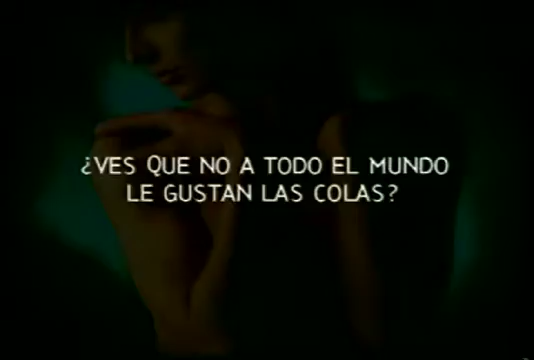 ¿VES QUE NO A TODO EL MUNDO
LE GUSTAN LAS COLAS?